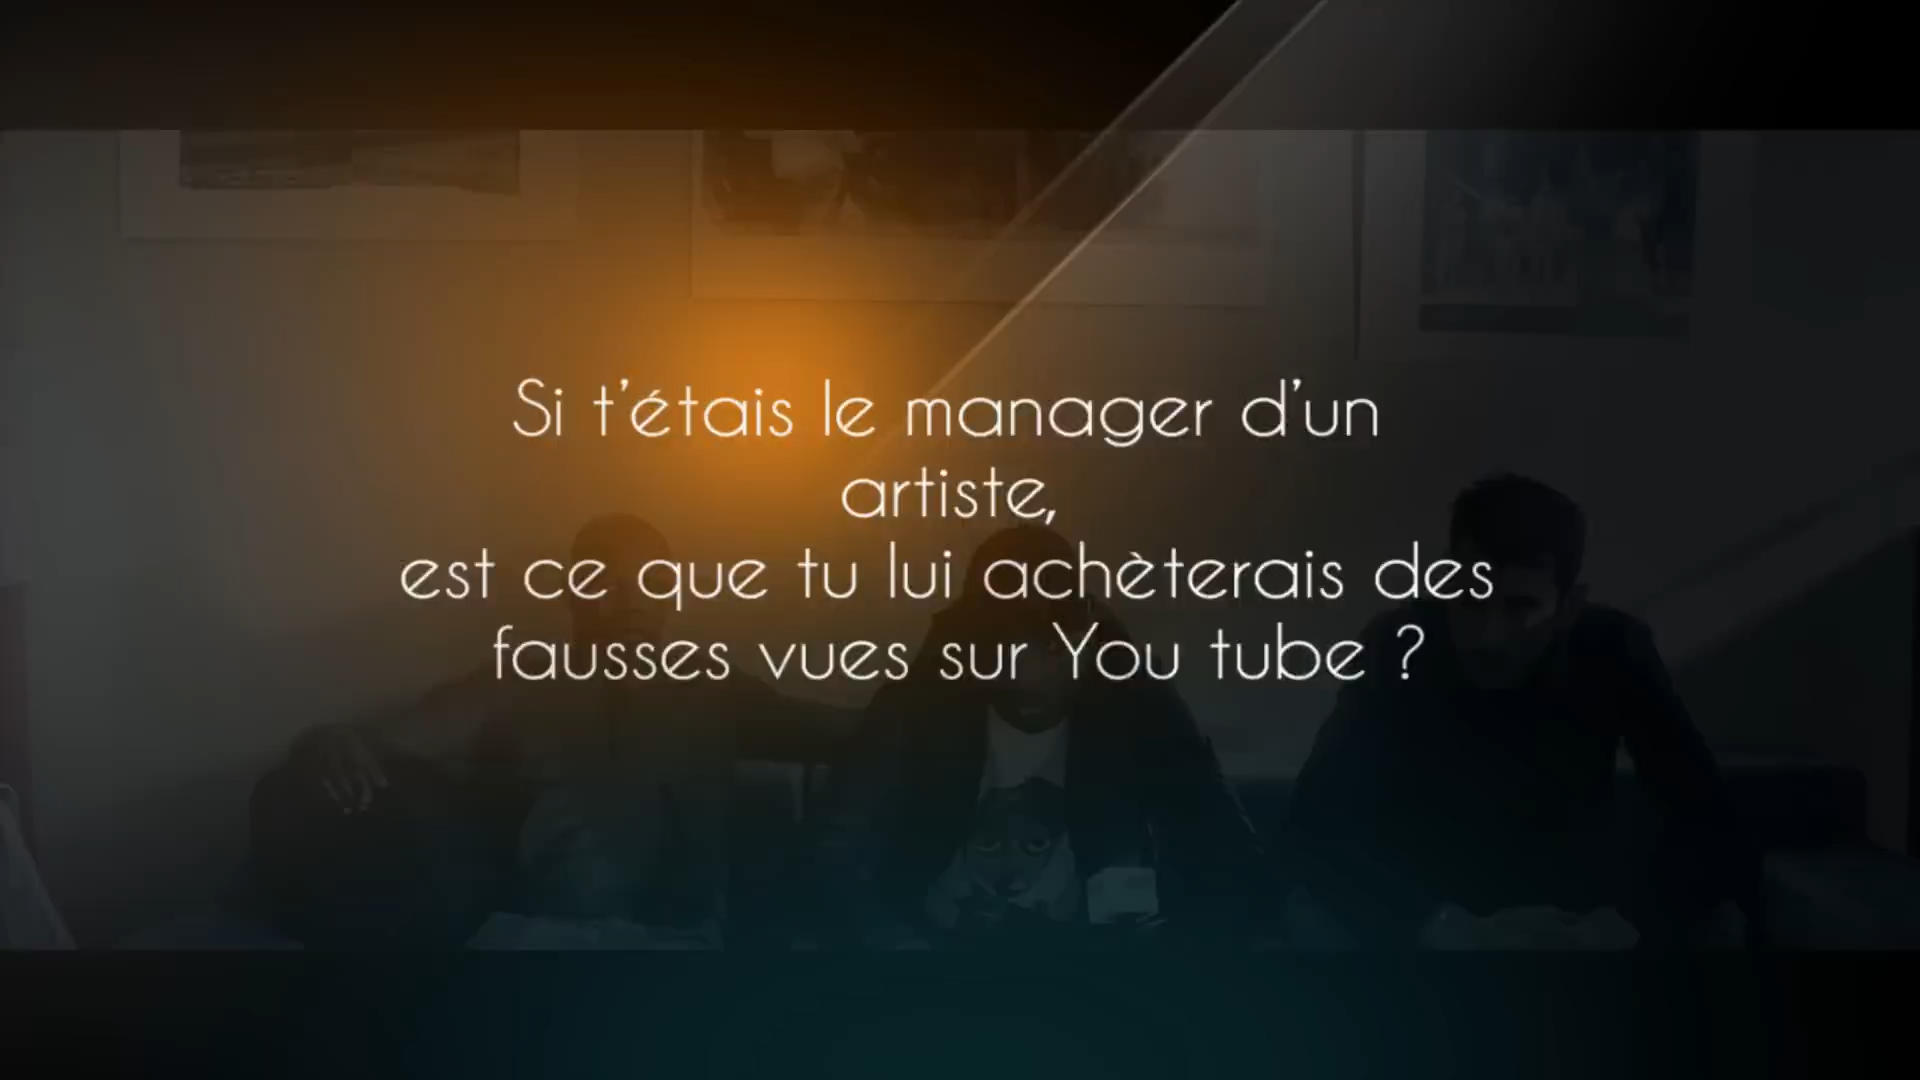 Si t'étais le manager d'un
artiste,
est ce que tu lui achèterais des
fausses vues sur You tube ?